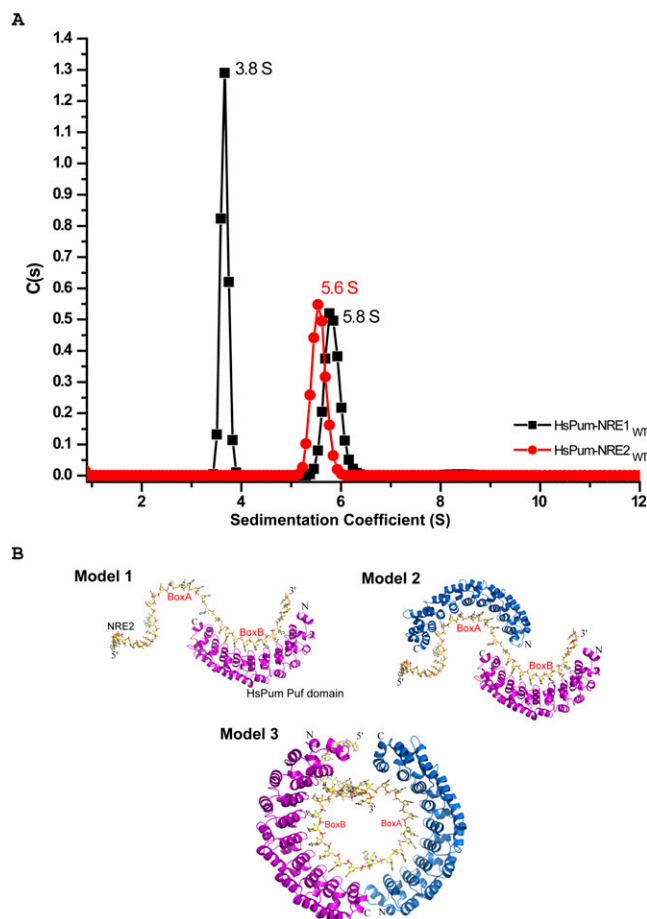 A
1.4
1.3
1.2
1.1
1.0
0.9
0.8
0.7
0.6
0.5
0.4
0.3
0.2
0.1
0.0
C(s)
3.8 S
5.6 S
5.8 S
HsPum-NRE1WT
HsPum-NRE2WT
2 4 6 8 10 12
Sedimentation Coefficient (S)
B
Model 1
NRE2
5'
BoxA
BoxB
3'
C
N
HsPum Puf domain
Model 2
C
BoxA
N
5'
C
BoxB
3'
N
Model 3
N
5'
C
3'
BoxB
BoxA
C N